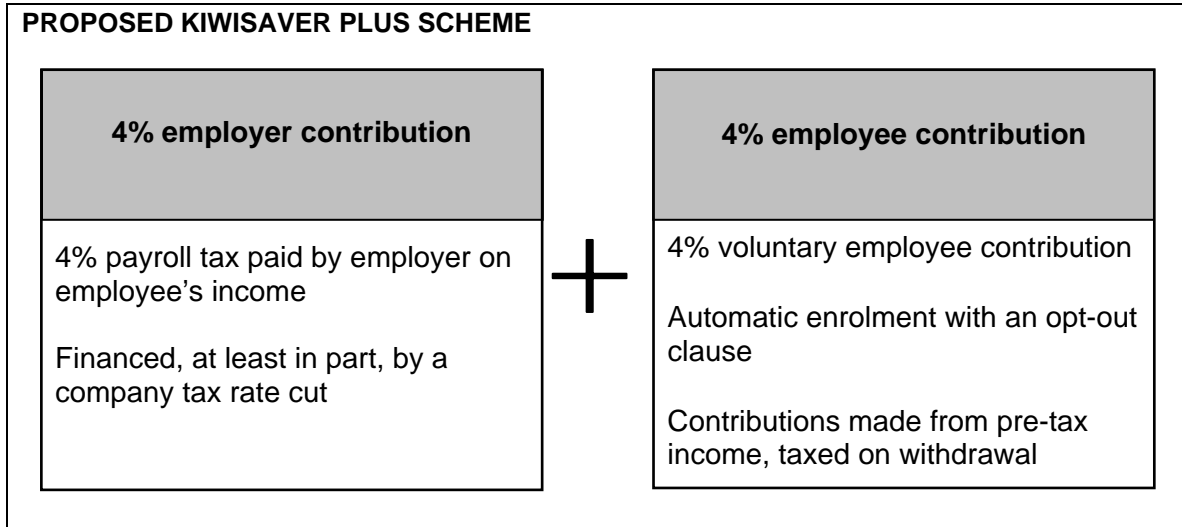 PROPOSED KIWISAVER PLUS SCHEME
4% employer contribution
4% payroll tax paid by employer on
employee’s income
Financed, at least in part, by a
company tax rate cut
+
4% employee contribution
4% voluntary employee contribution
Automatic enrolment with an opt-out
clause
Contributions made from pre-tax
income, taxed on withdrawal